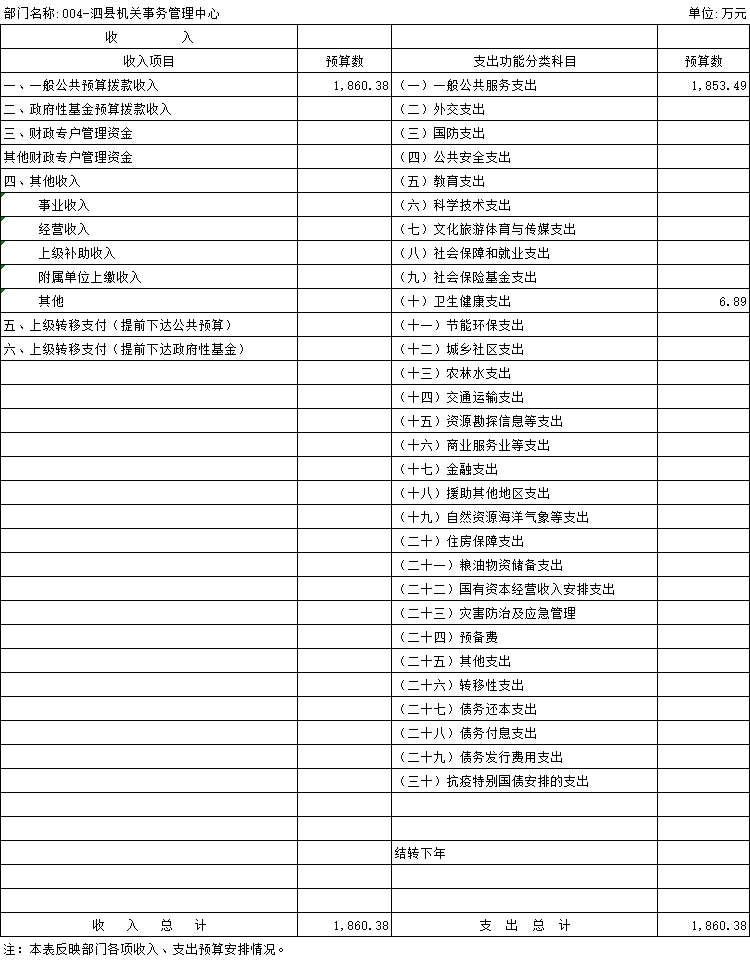 部门名称:004-泗县机关事务管理中心 单位:万元
收 入
收入项目 预算数 支出功能分类科目 预算数
一、一般公共预算拨款收入 1,860.38 （一）一般公共服务支出 1,853.49
二、政府性基金预算拨款收入 （二）外交支出
三、财政专户管理资金 （三）国防支出
其他财政专户管理资金 （四）公共安全支出
四、其他收入 （五）教育支出
事业收入 （六）科学技术支出
经营收入 （七）文化旅游体育与传媒支出
上级补助收入 （八）社会保障和就业支出
附属单位上缴收入 （九）社会保险基金支出
其他 （十）卫生健康支出 6.89
五、上级转移支付（提前下达公共预算） （十一）节能环保支出
六、上级转移支付（提前下达政府性基金） （十二）城乡社区支出
（十三）农林水支出
（十四）交通运输支出
（十五）资源勘探信息等支出
（十六）商业服务业等支出
（十七）金融支出
（十八）援助其他地区支出
（十九）自然资源海洋气象等支出
（二十）住房保障支出
（二十一）粮油物资储备支出
（二十二）国有资本经营收入安排支出
（二十三）灾害防治及应急管理
（二十四）预备费
（二十五）其他支出
（二十六）转移性支出
（二十七）债务还本支出
（二十八）债务付息支出
（二十九）债务发行费用支出
（三十）抗疫特别国债安排的支出
结转下年
收 入 总 计 1,860.38 支 出 总 计 1,860.38
注：本表反映部门各项收入、支出预算安排情况。